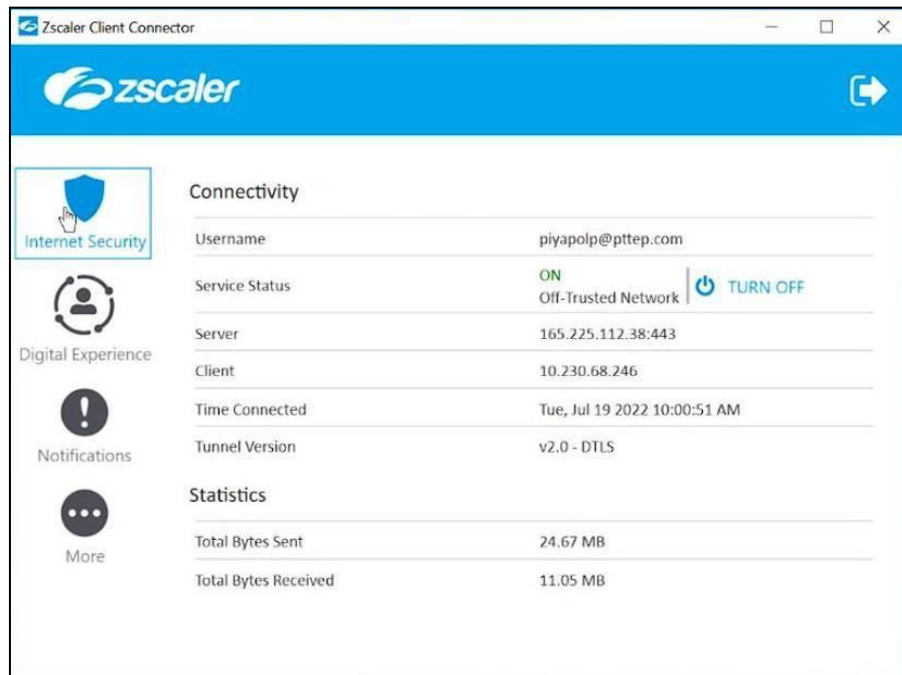 Zscaler Client Connector
zscaler
Internet Security
Digital Experience
Notifications
More
Connectivity
Username piyapolp@pttep.com
Service Status ON
Off-Trusted Network TURN OFF
Server 165.225.112.38:443
Client 10.230.68.246
Time Connected Tue, Jul 19 2022 10:00:51 AM
Tunnel Version v2.0 - DTLS
Statistics
Total Bytes Sent 24.67 MB
Total Bytes Received 11.05 MB